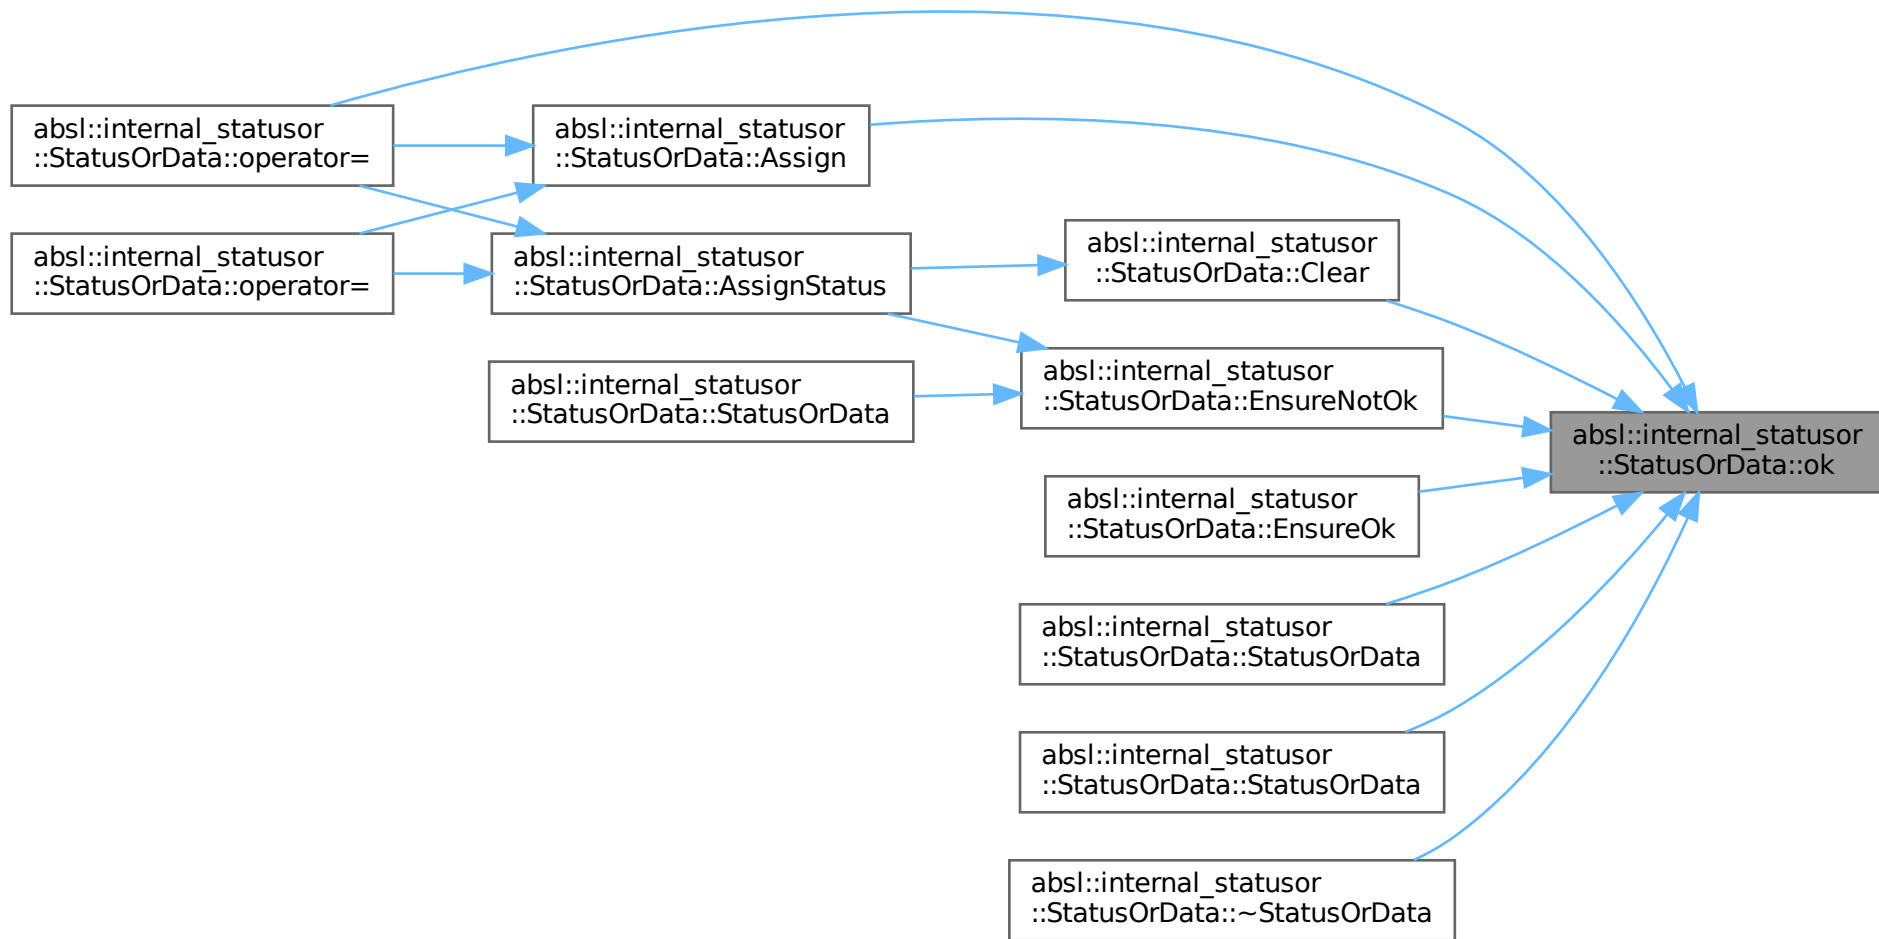 absl::internal_statusor
::StatusOrData::operator=
absl::internal_statusor
::StatusOrData::Assign
absl::internal_statusor
::StatusOrData::operator=
absl::internal_statusor
::StatusOrData::AssignStatus
absl::internal_statusor
::StatusOrData::Clear
absl::internal_statusor
::StatusOrData::StatusOrData
absl::internal_statusor
::StatusOrData::EnsureNotOk
absl::internal_statusor
::StatusOrData::ok
absl::internal_statusor
::StatusOrData::EnsureOk
absl::internal_statusor
::StatusOrData::StatusOrData
absl::internal_statusor
::StatusOrData::StatusOrData
absl::internal_statusor
::StatusOrData::~StatusOrData